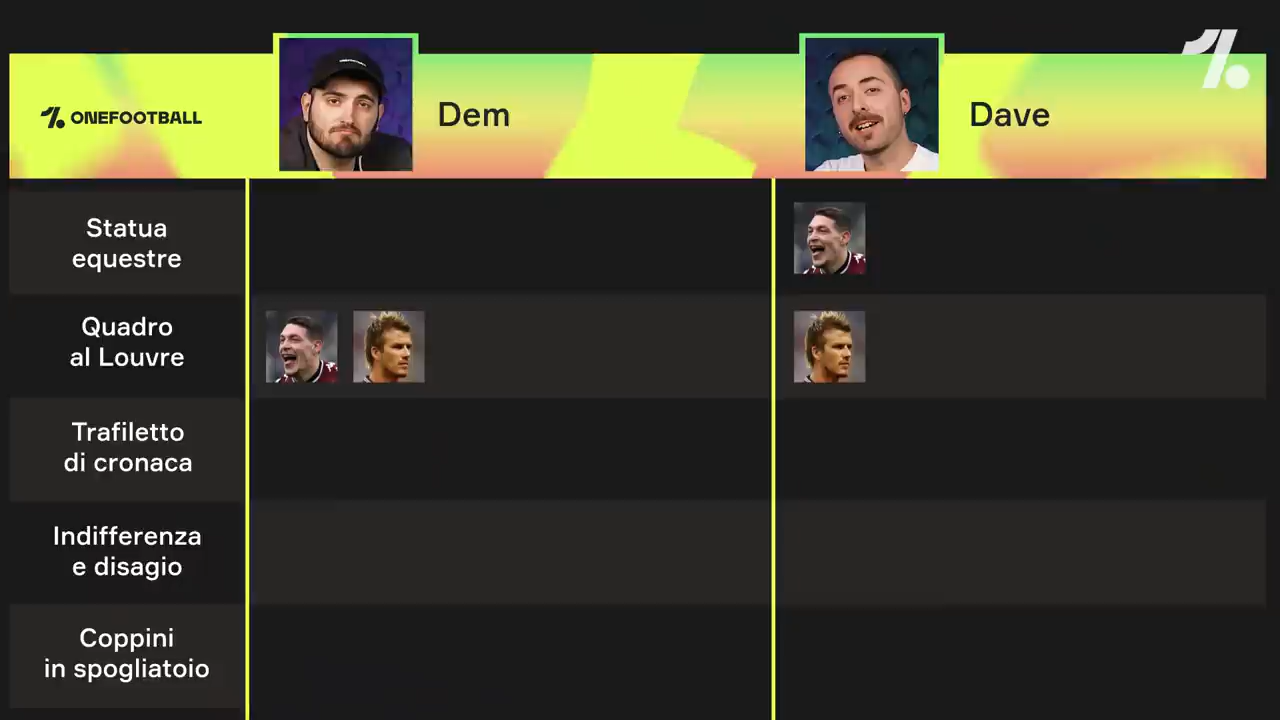 ONEFOOTBALL
Dem
Dave
Statua
equestre
Quadro
al Louvre
Trafiletto
di cronaca
Indifferenza
e disagio
Coppini
in spogliatoio